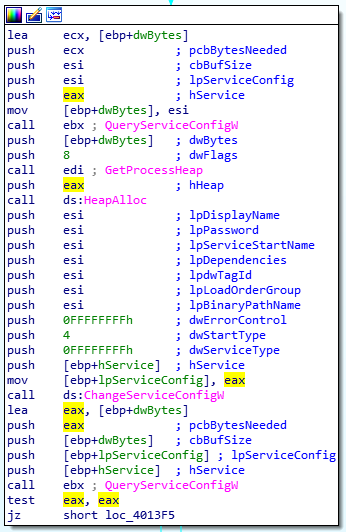 lea ecx, [ebp+dwBytes]
push ecx ; pcbBytesNeeded
push esi ; cbBufSize
push esi ; lpServiceConfig
push eax ; hService
mov [ebp+dwBytes], esi
call ebx ; QueryServiceConfigW
push [ebp+dwBytes] ; dwBytes
push 8 ; dwFlags
call edi ; GetProcessHeap
push eax ; hHeap
call ds:HeapAlloc
push esi ; lpDisplayName
push esi ; lpPassword
push esi ; lpServiceStartName
push esi ; lpDependencies
push esi ; lpdwTagId
push esi ; lpLoadOrderGroup
push esi ; lpBinaryPathName
push 0FFFFFFFFh ; dwErrorControl
push 4 ; dwStartType
push 0FFFFFFFFh ; dwServiceType
push [ebp+hService] ; hService
mov [ebp+lpServiceConfig], eax
call ds:ChangeServiceConfigW
lea eax, [ebp+dwBytes]
push eax ; pcbBytesNeeded
push [ebp+dwBytes] ; cbBufSize
push [ebp+lpServiceConfig] ; lpServiceConfig
push [ebp+hService] ; hService
call ebx ; QueryServiceConfigW
test eax, eax
jz short loc_4013F5